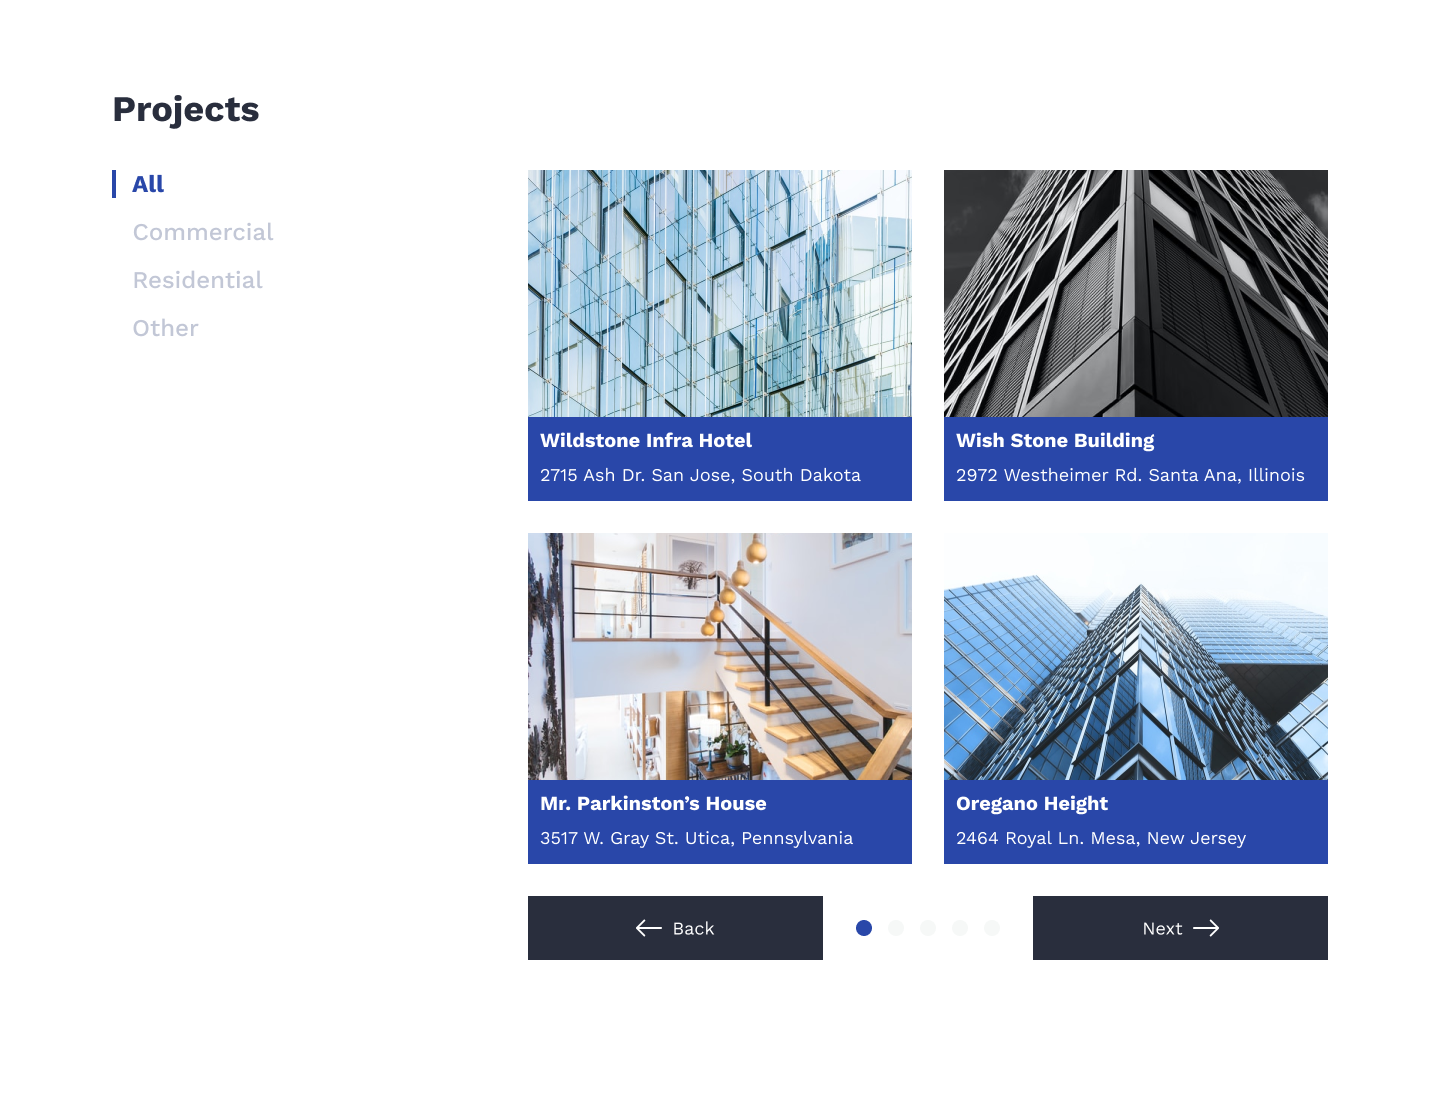 Projects
All
Commercial
Residential
Other
Wildstone Infra Hotel
2715 Ash Dr. San Jose, South Dakota
Wish Stone Building
2972 Westheimer Rd. Santa Ana, Illinois
Mr. Parkinston’s House
3517 W. Gray St. Utica, Pennsylvania
Oregano Height
2464 Royal Ln. Mesa, New Jersey
Back
Next